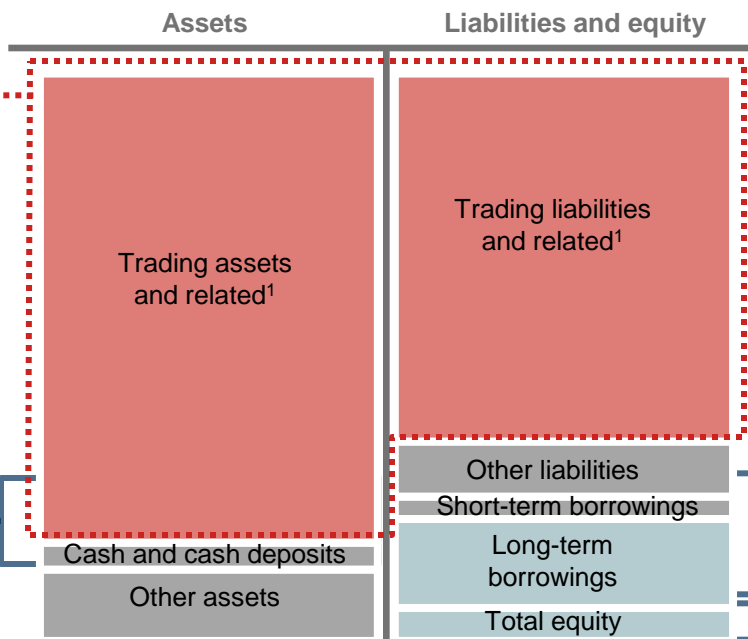 Assets
Liabilities and equity
Trading assets
and related¹
Cash and cash deposits
Other assets
Trading liabilities
and related¹
Other liabilities
Short-term borrowings
Long-term
borrowings
Total equity